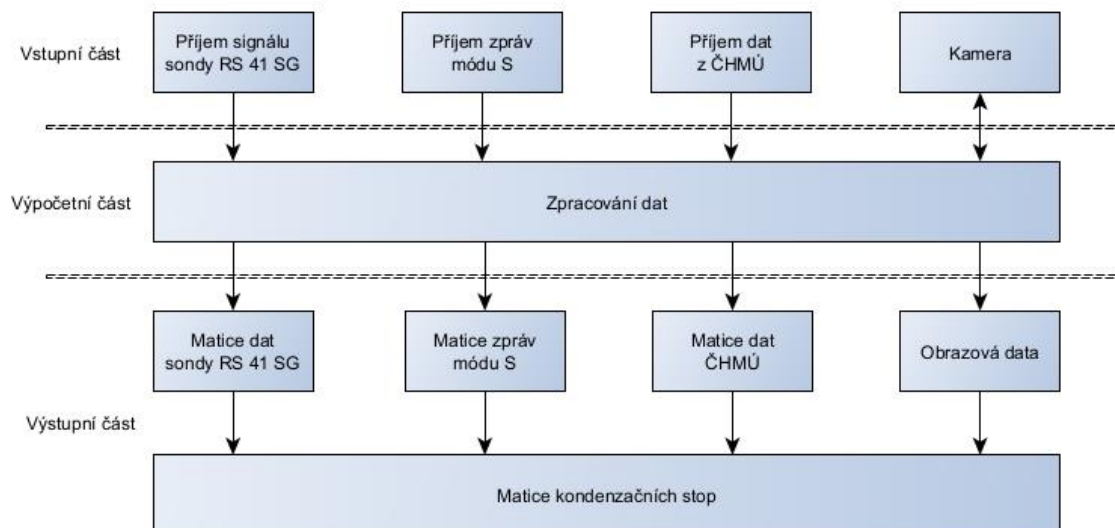 Vstupní část
Příjem signálu
sondy RS 41 SG
Příjem zpráv
módu S
Příjem dat
z ČHMÚ
Kamera
Výpočetní část
Zpracování dat
Matice dat
sondy RS 41 SG
Matice zpráv
módu S
Matice dat
ČHMÚ
Obrazová data
Výstupní část
Matice kondenzačních stop